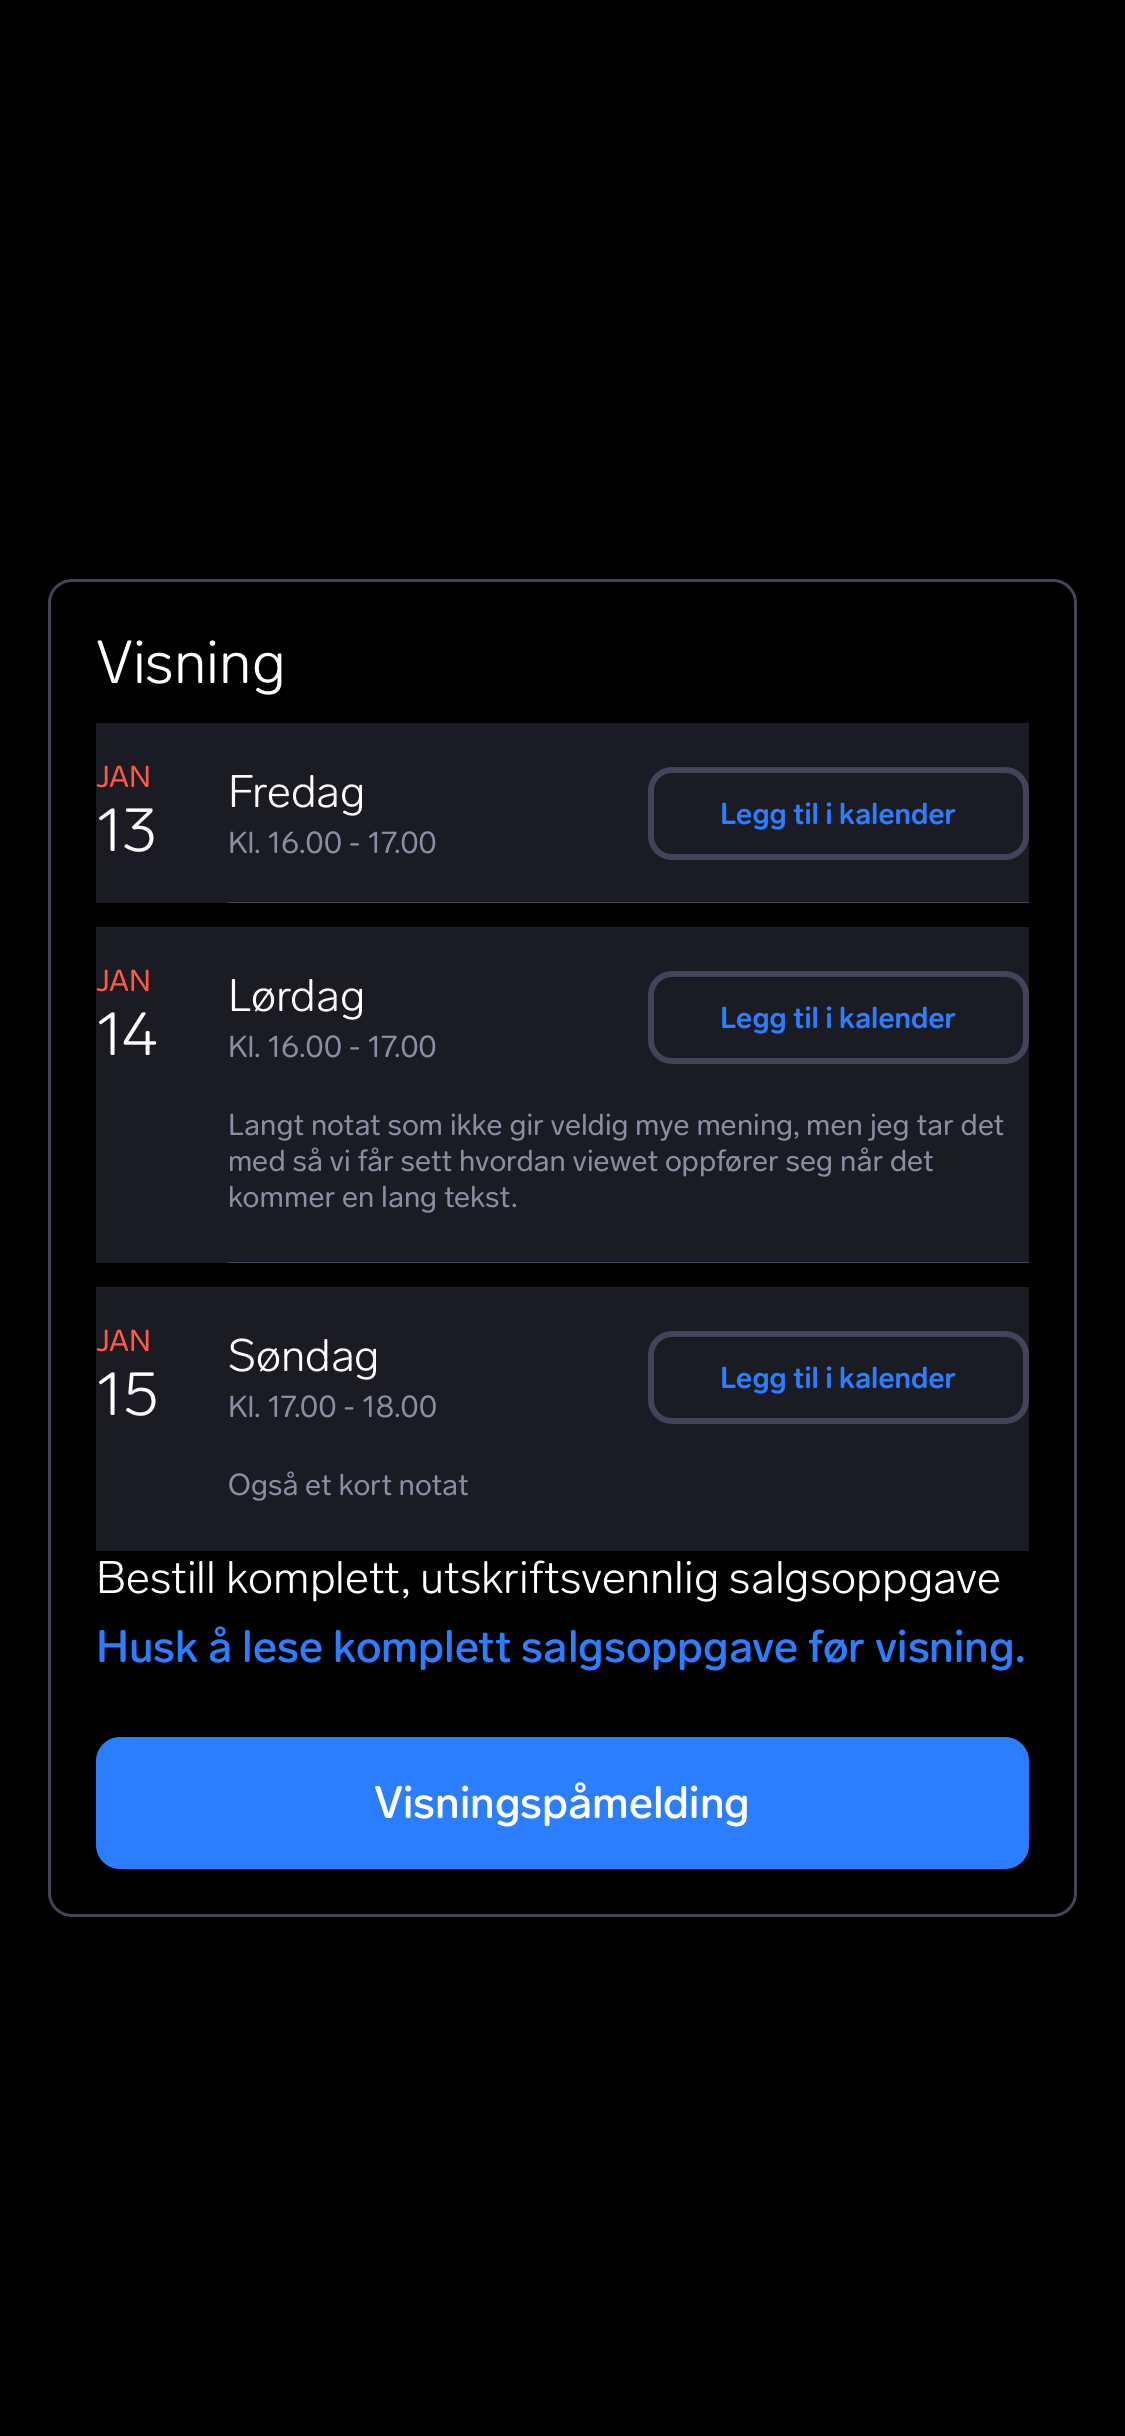 Visning
JAN
13
Fredag
Kl. 16.00 - 17.00
Legg til i kalender
JAN
14
Lørdag
Kl. 16.00 - 17.00
Legg til i kalender
Langt notat som ikke gir veldig mye mening, men jeg tar det
med så vi får sett hvordan viewet oppfører seg når det
kommer en lang tekst.
JAN
15
Søndag
Kl. 17.00 - 18.00
Legg til i kalender
Også et kort notat
Bestill komplett, utskriftsvennlig salgsoppgave
Husk å lese komplett salgsoppgave før visning.
Visningspåmelding